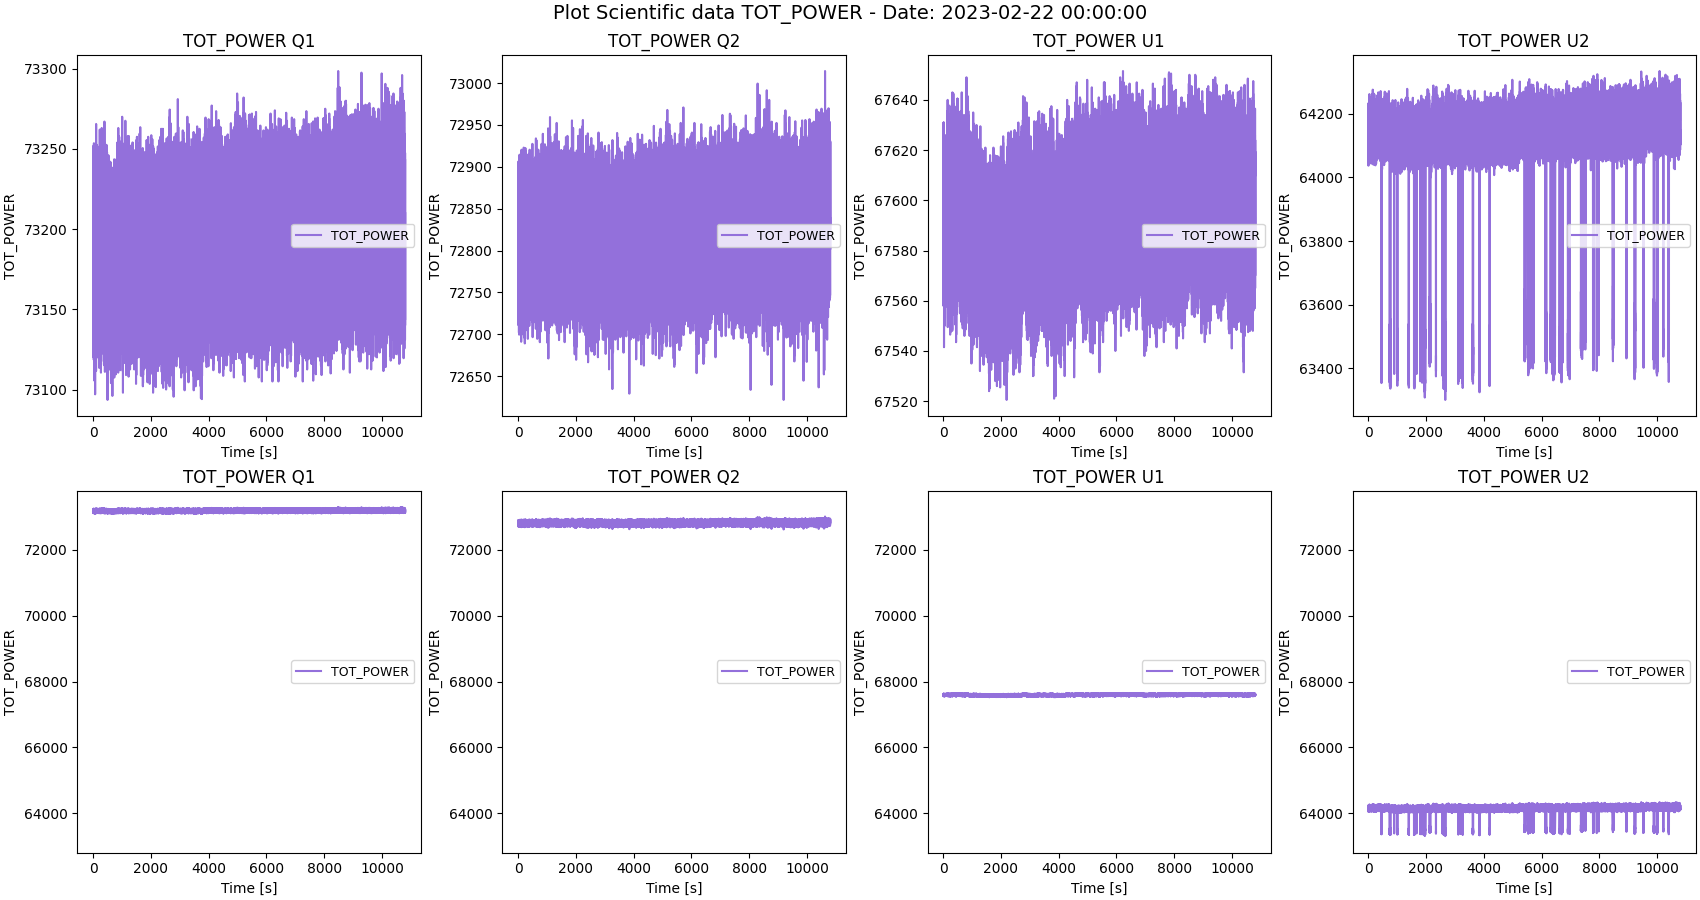 Plot Scientific data TOT_POWER - Date: 2023-02-22 00:00:00
TOT_POWER Q1
73300
73250
73200
73150
73100
TOT_POWER
TOT_POWER
0 2000 4000 6000 8000 10000
Time [s]
TOT_POWER Q2
73000
72950
72900
72850
72800
72750
72700
72650
TOT_POWER
TOT_POWER
0 2000 4000 6000 8000 10000
Time [s]
TOT_POWER U1
67640
67620
67600
67580
67560
67540
67520
TOT_POWER
TOT_POWER
0 2000 4000 6000 8000 10000
Time [s]
TOT_POWER U2
64200
64000
63800
63600
63400
TOT_POWER
TOT_POWER
0 2000 4000 6000 8000 10000
Time [s]
TOT_POWER Q1
72000
70000
68000
66000
64000
TOT_POWER
TOT_POWER
0 2000 4000 6000 8000 10000
Time [s]
TOT_POWER Q2
72000
70000
68000
66000
64000
TOT_POWER
TOT_POWER
0 2000 4000 6000 8000 10000
Time [s]
TOT_POWER U1
72000
70000
68000
66000
64000
TOT_POWER
TOT_POWER
0 2000 4000 6000 8000 10000
Time [s]
TOT_POWER U2
72000
70000
68000
66000
64000
TOT_POWER
TOT_POWER
0 2000 4000 6000 8000 10000
Time [s]